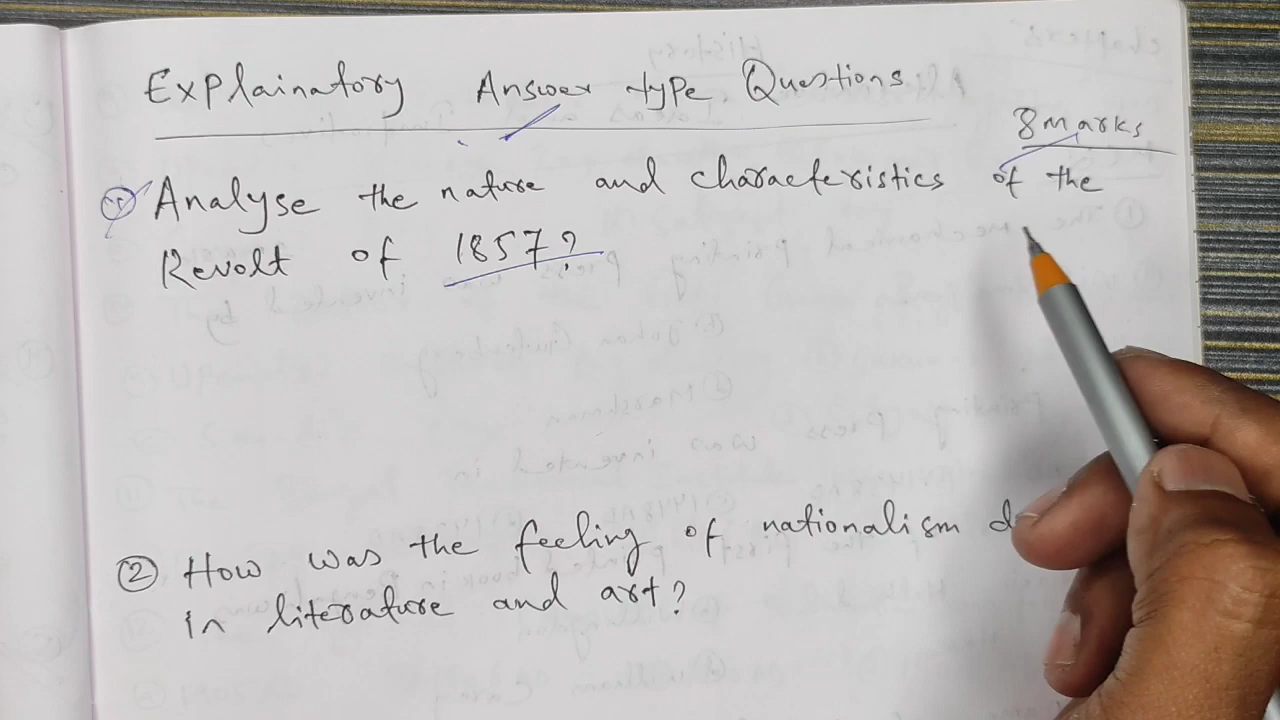 Explainatory Answer type Questions
8 marks
① Analyse the nature and characteristics of the
Revolt of 1857?
② How was the feeling of nationalism
in literature and art?